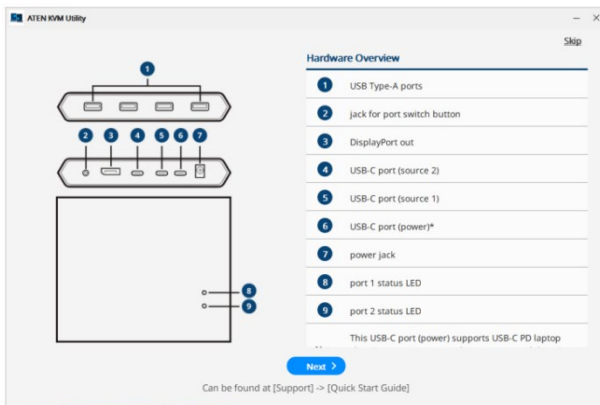 ATEN KVM Utility
Skip
Hardware Overview
1 USB Type-A ports
2 jack for port switch button
3 DisplayPort out
4 USB-C port (source 2)
5 USB-C port (source 1)
6 USB-C port (power)*
7 power jack
8 port 1 status LED
9 port 2 status LED
This USB-C port (power) supports USB-C PD laptop
1
2 3 4 5 6 7
8
9
Next >
Can be found at [Support] -> [Quick Start Guide]